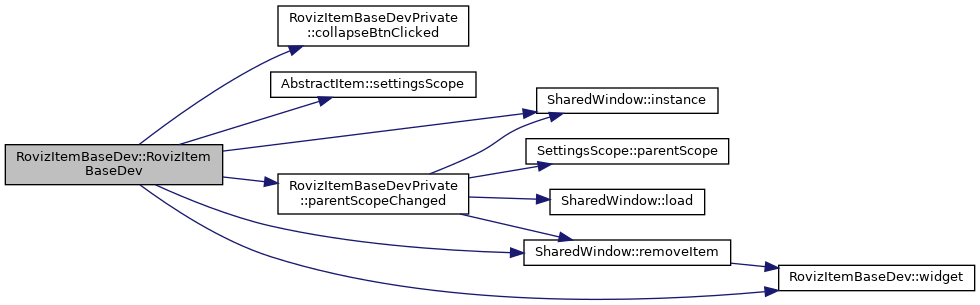 RovizItemBaseDevPrivate
::collapseBtnClicked
AbstractItem::settingsScope
SharedWindow::instance
RovizItemBaseDev::RovizItem
BaseDev
SettingsScope::parentScope
RovizItemBaseDevPrivate
::parentScopeChanged
SharedWindow::load
SharedWindow::removeItem
RovizItemBaseDev::widget